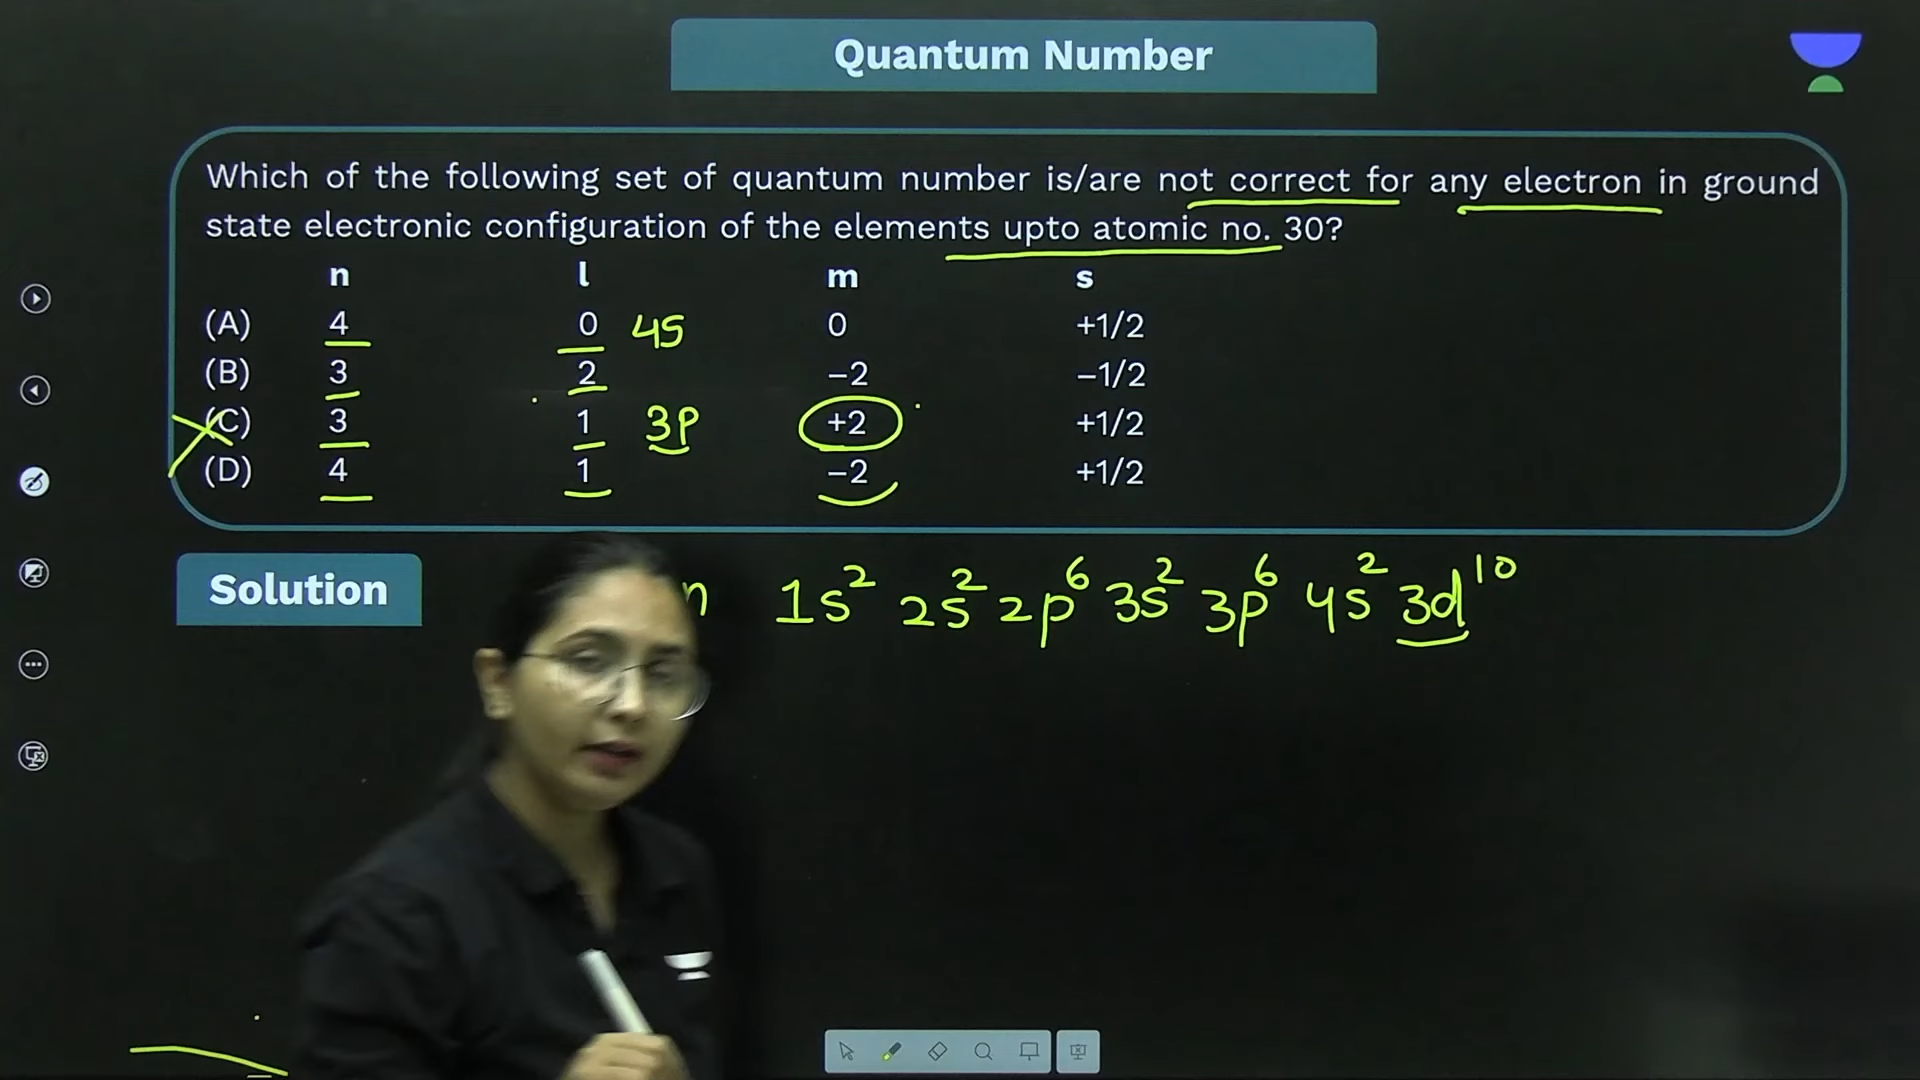 Quantum Number
Which of the following set of quantum number is/are not correct for any electron in ground
state electronic configuration of the elements upto atomic no. 30?
n l m s
(A) 4 0 4s 0 +1/2
(B) 3 2 −2 −1/2
(C) 3 1 3p +2 +1/2
(D) 4 1 −2 +1/2
Solution
n 1s² 2s² 2p⁶ 3s² 3p⁶ 4s² 3d¹⁰